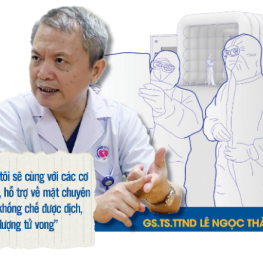 tôi sẽ cùng với các cơ
, hỗ trợ về mặt chuyên
khống chế được dịch,
lượng tử vong"
GS.TS.TTND LÊ NGỌC THÀ